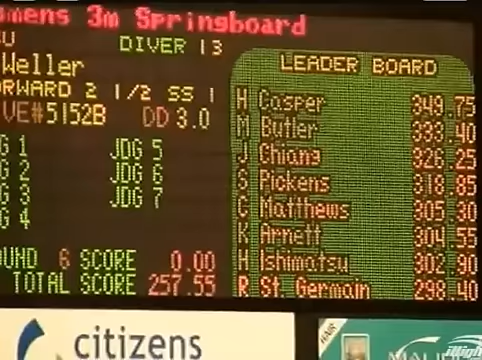 mens 3m Springboard
U DIVER 13
Weller
ORWARD 2 1/2 SS 1
VE#5152B DD 3.0
G 1 JDG 5
G 2 JDG 6
G 3 JDG 7
G 4
OUND 6 SCORE 0.00
TOTAL SCORE 257.55
LEADER BOARD
H Casper 349.75
M Butler 333.40
J Chiang 326.25
S Pickens 318.85
C Matthews 305.30
K Arnett 304.55
H Ishimatsu 302.90
R St. Germain 298.40
citizens
HAIR